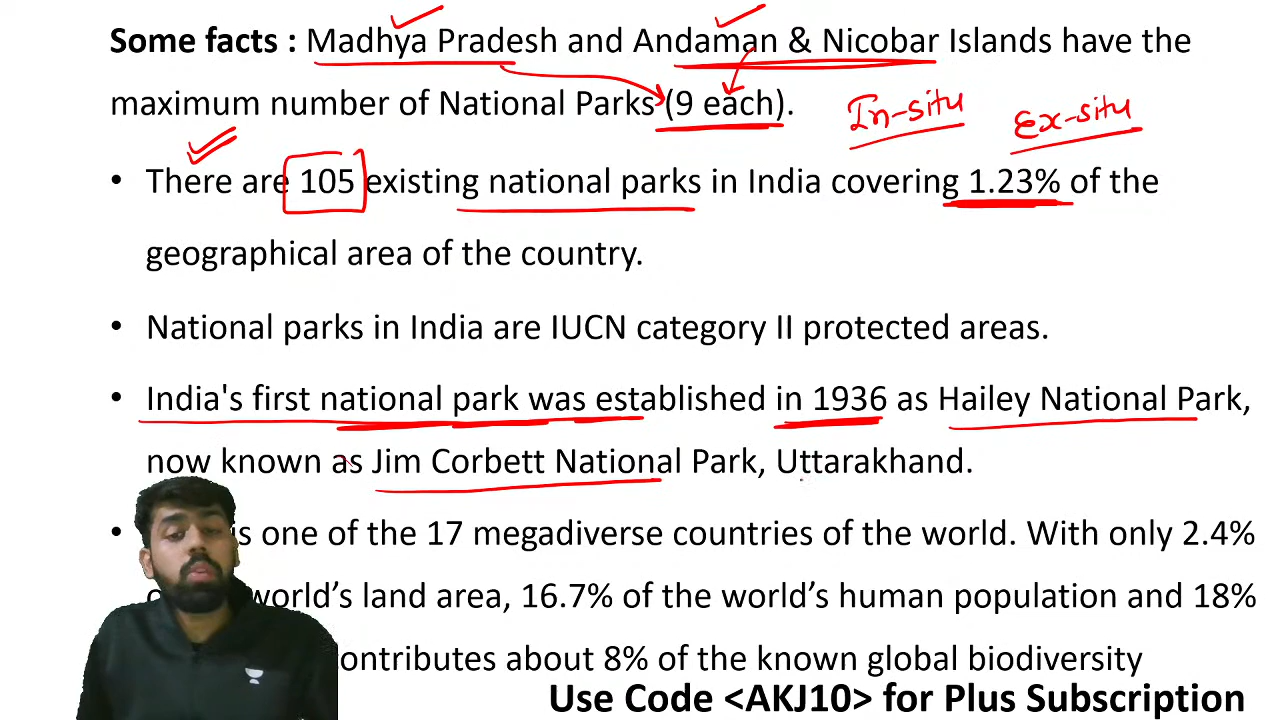 Some facts : Madhya Pradesh and Andaman & Nicobar Islands have the
maximum number of National Parks (9 each).
In-situ
Ex-situ
• There are 105 existing national parks in India covering 1.23% of the
geographical area of the country.
• National parks in India are IUCN category II protected areas.
• India's first national park was established in 1936 as Hailey National Park,
now known as Jim Corbett National Park, Uttarakhand.
• is one of the 17 megadiverse countries of the world. With only 2.4%
world’s land area, 16.7% of the world’s human population and 18%
about 8% of the known global biodiversity
Use Code <AKJ10> for Plus Subscription